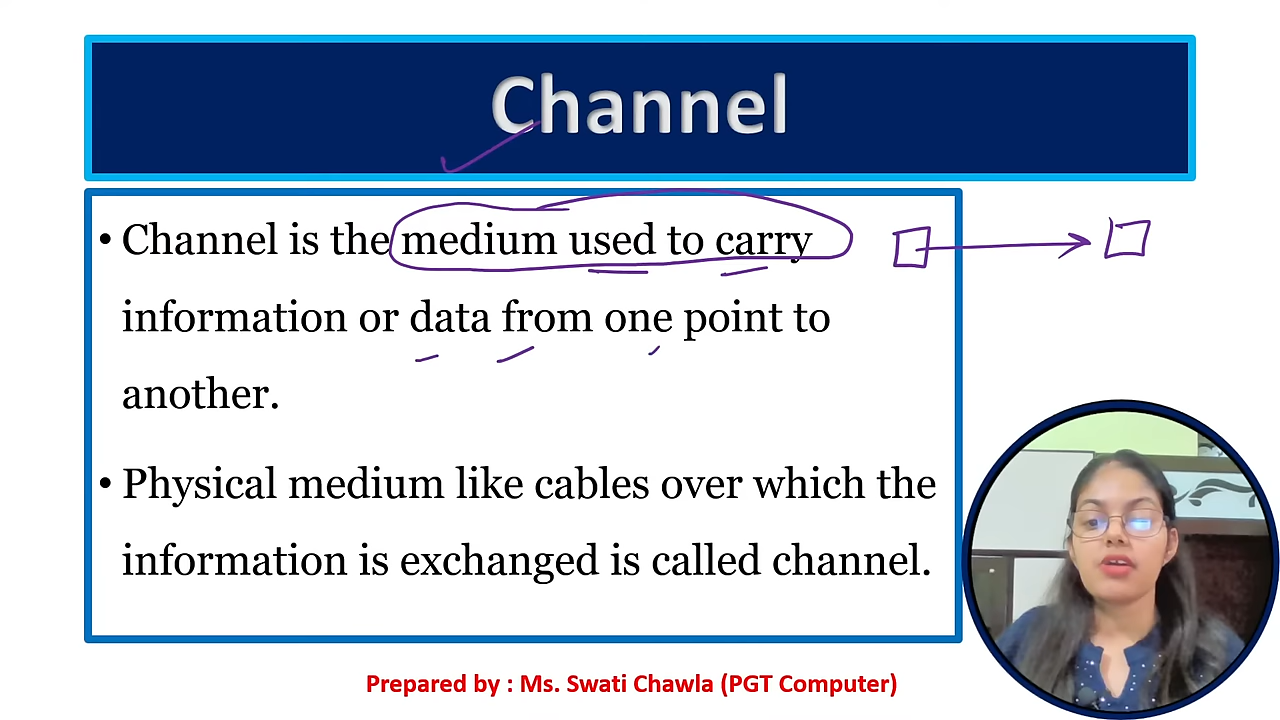 Channel
• Channel is the medium used to carry
information or data from one point to
another.
• Physical medium like cables over which the
information is exchanged is called channel.
Prepared by : Ms. Swati Chawla (PGT Computer)